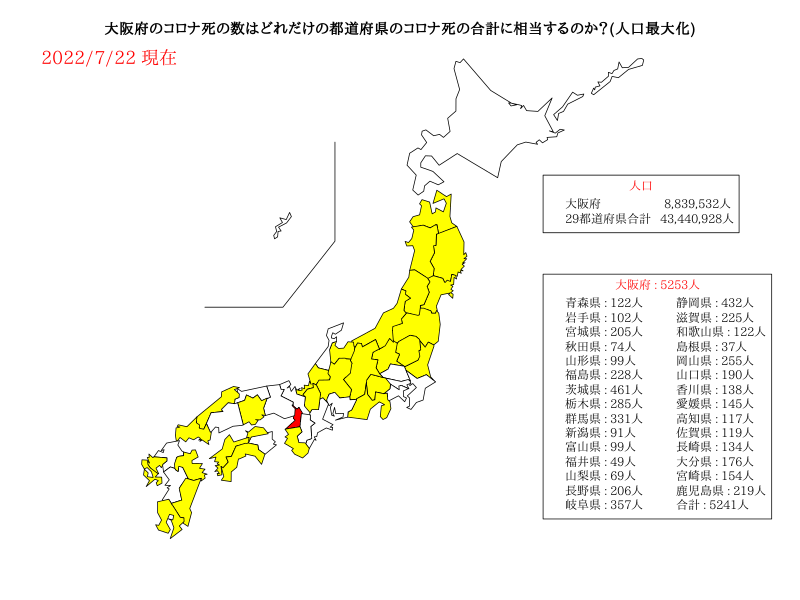 大阪府のコロナ死の数はどれだけの都道府県のコロナ死の合計に相当するのか?(人口最大化)
2022/7/22 現在
人口
大阪府 8,839,532人
29都道府県合計 43,440,928人
大阪府 : 5253人
青森県 : 122人 静岡県 : 432人
岩手県 : 102人 滋賀県 : 225人
宮城県 : 205人 和歌山県 : 122人
秋田県 : 74人 島根県 : 37人
山形県 : 99人 岡山県 : 255人
福島県 : 228人 山口県 : 190人
茨城県 : 461人 香川県 : 138人
栃木県 : 285人 愛媛県 : 145人
群馬県 : 331人 高知県 : 117人
新潟県 : 91人 佐賀県 : 119人
富山県 : 99人 長崎県 : 134人
福井県 : 49人 大分県 : 176人
山梨県 : 69人 宮崎県 : 154人
長野県 : 206人 鹿児島県 : 219人
岐阜県 : 357人 合計 : 5241人